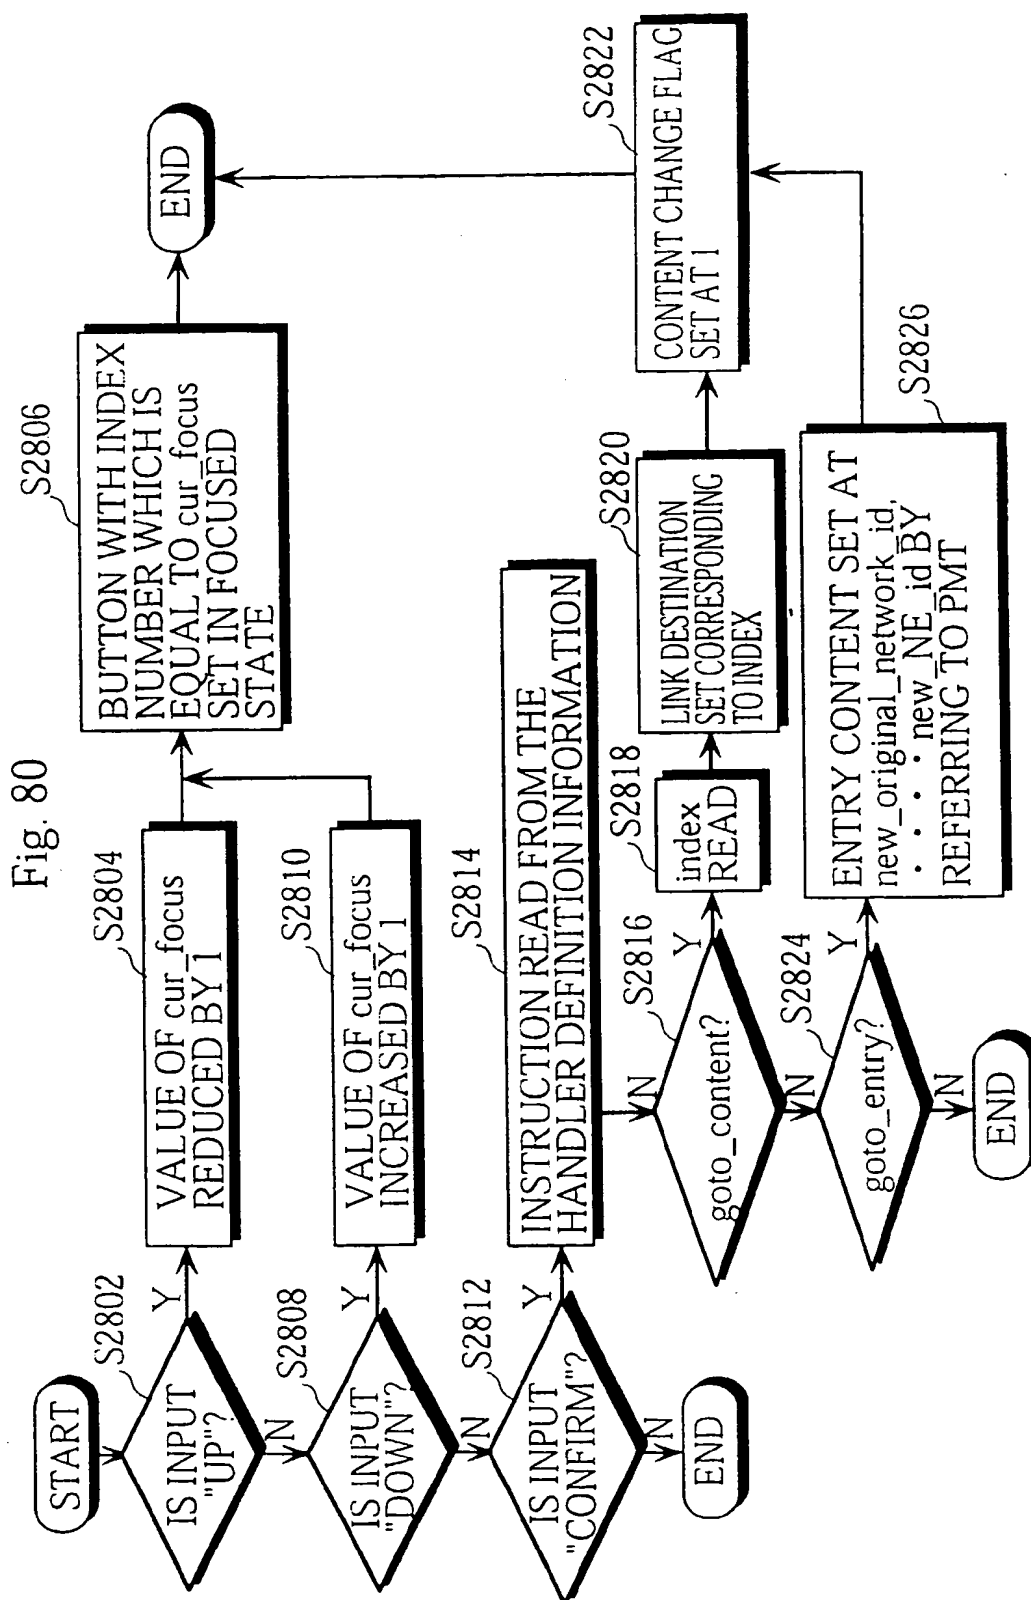 Fig. 80
START
S2802
IS INPUT
"UP"?
Y
N
S2804
VALUE OF cur_focus
REDUCED BY 1
S2806
BUTTON WITH INDEX
NUMBER WHICH IS
EQUAL TO cur_focus
SET IN FOCUSED
STATE
END
S2808
IS INPUT
"DOWN"?
Y
N
S2810
VALUE OF cur_focus
INCREASED BY 1
S2812
IS INPUT
"CONFIRM"?
Y
N
END
S2814
INSTRUCTION READ FROM THE
HANDLER DEFINITION INFORMATION
N
S2816
goto_content?
Y
N
S2818
index
READ
S2820
LINK DESTINATION
SET CORRESPONDING
TO INDEX
S2822
CONTENT CHANGE FLAG
SET AT 1
S2824
goto_entry?
Y
N
END
S2826
ENTRY CONTENT SET AT
new_original_network_id,
· · · · new_NE_id BY
REFERRING TO PMT